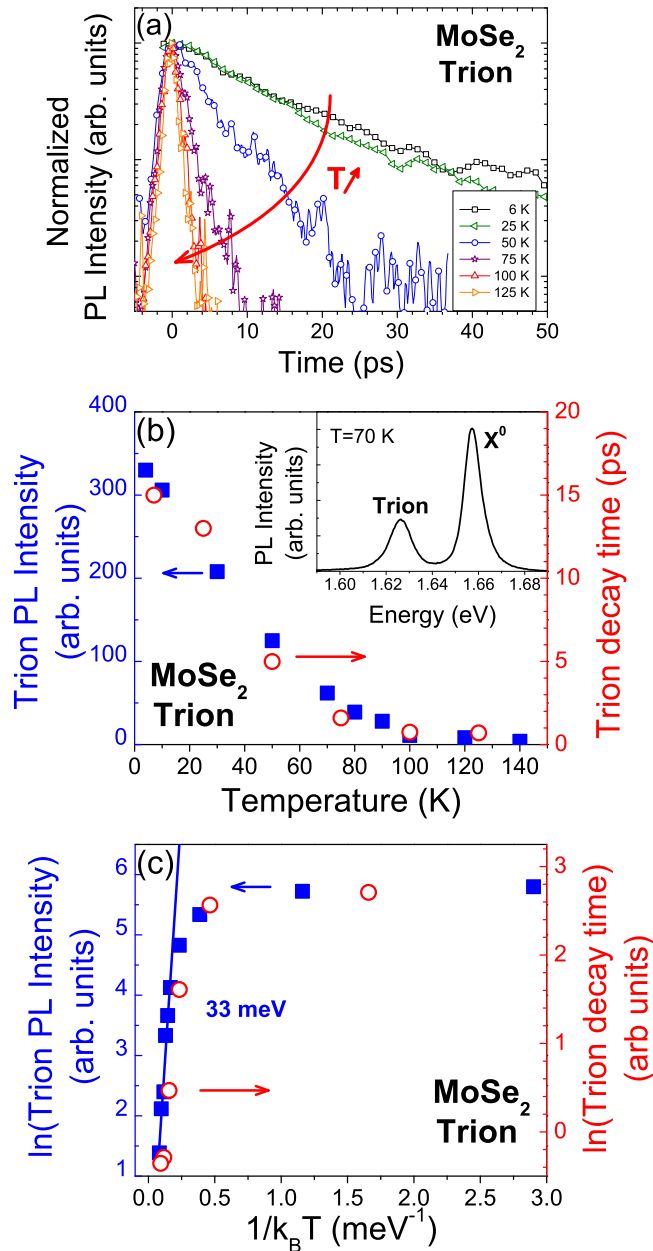 (a)
MoSe₂
Trion
Normalized
PL Intensity (arb. units)
T
6 K
25 K
50 K
75 K
100 K
125 K
0 10 20 30 40 50
Time (ps)
(b)
400
300
200
100
0
Trion PL Intensity
(arb. units)
20
15
10
5
0
Trion decay time (ps)
T=70 K
X⁰
Trion
PL Intensity
(arb. units)
1.60 1.62 1.64 1.66 1.68
Energy (eV)
MoSe₂
Trion
0 20 40 60 80 100 120 140
Temperature (K)
(c)
6
5
4
3
2
1
ln(Trion PL Intensity)
(arb. units)
3
2
1
0
ln(Trion decay time)
(arb units)
33 meV
MoSe₂
Trion
0.0 0.5 1.0 1.5 2.0 2.5 3.0
1/k_BT (meV⁻¹)